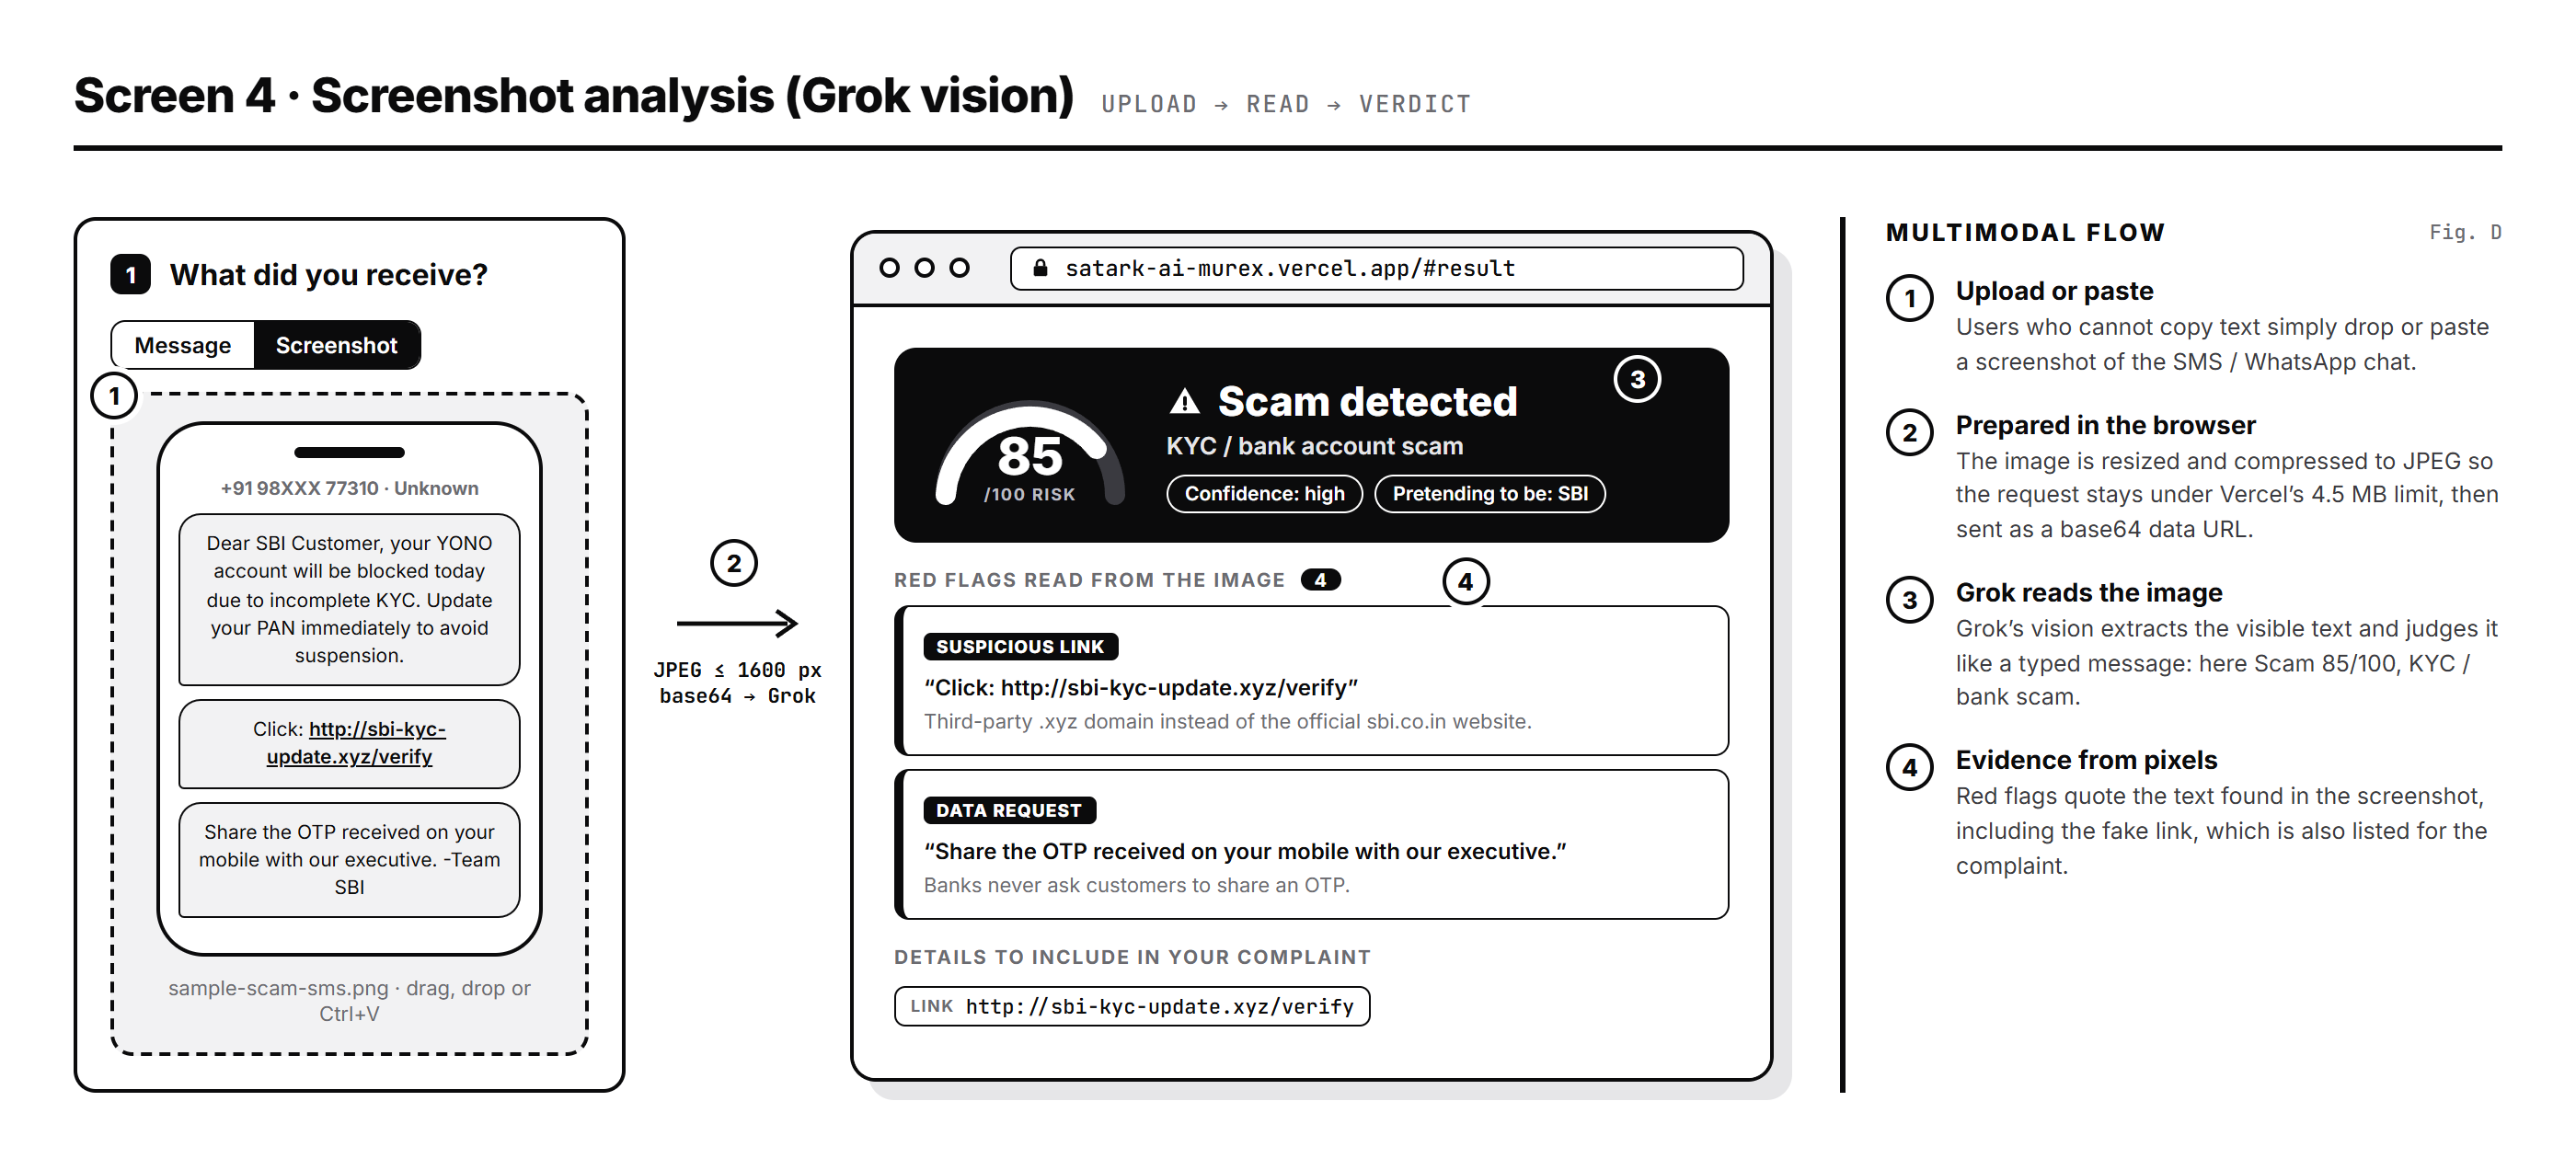 Screen 4 · Screenshot analysis (Grok vision) UPLOAD → READ → VERDICT
1 What did you receive?
Message Screenshot
1
+91 98XXX 77310 · Unknown
Dear SBI Customer, your YONO
account will be blocked today
due to incomplete KYC. Update
your PAN immediately to avoid
suspension.
Click: http://sbi-kyc-
update.xyz/verify
Share the OTP received on your
mobile with our executive. -Team
SBI
sample-scam-sms.png · drag, drop or
Ctrl+V
2
JPEG ≤ 1600 px
base64 → Grok
satark-ai-murex.vercel.app/#result
3
85
/100 RISK
Scam detected
KYC / bank account scam
Confidence: high Pretending to be: SBI
RED FLAGS READ FROM THE IMAGE 4
4
SUSPICIOUS LINK
“Click: http://sbi-kyc-update.xyz/verify”
Third-party .xyz domain instead of the official sbi.co.in website.
DATA REQUEST
“Share the OTP received on your mobile with our executive.”
Banks never ask customers to share an OTP.
DETAILS TO INCLUDE IN YOUR COMPLAINT
LINK http://sbi-kyc-update.xyz/verify
MULTIMODAL FLOW Fig. D
1 Upload or paste
Users who cannot copy text simply drop or paste
a screenshot of the SMS / WhatsApp chat.
2 Prepared in the browser
The image is resized and compressed to JPEG so
the request stays under Vercel’s 4.5 MB limit, then
sent as a base64 data URL.
3 Grok reads the image
Grok’s vision extracts the visible text and judges it
like a typed message: here Scam 85/100, KYC /
bank scam.
4 Evidence from pixels
Red flags quote the text found in the screenshot,
including the fake link, which is also listed for the
complaint.